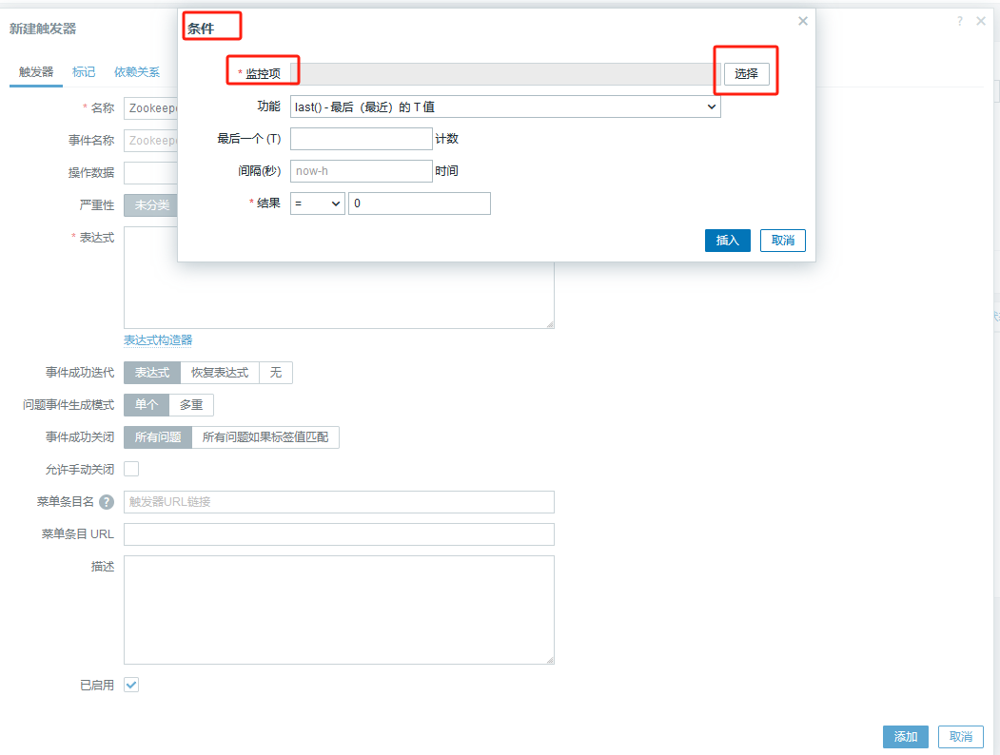 新建触发器
? ×
触发器 标记 依赖关系
* 名称 Zookeep
事件名称 Zookeep
操作数据
严重性 未分类
* 表达式
条件 ×
* 监控项 选择
功能 last() - 最后（最近）的 T 值
最后一个 (T) 计数
间隔(秒) now-h 时间
* 结果 = 0
插入 取消
表达式构造器
事件成功迭代 表达式 恢复表达式 无
问题事件生成模式 单个 多重
事件成功关闭 所有问题 所有问题如果标签值匹配
允许手动关闭
菜单条目名 ? 触发器URL链接
菜单条目 URL
描述
已启用
添加 取消